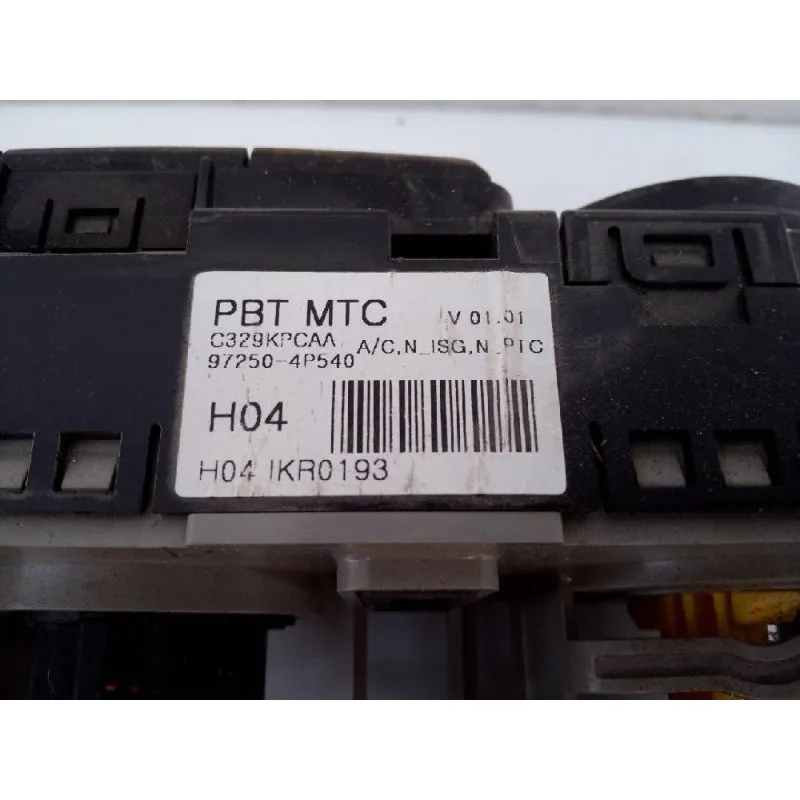 PBT MTC V 01.01
C329KPCAA A/C,N_ISG,N_PTC
97250-4P540
H04
H04 IKR0193